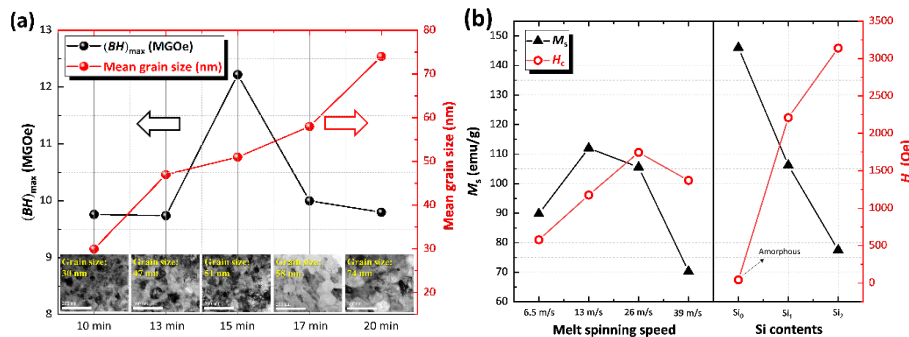 (a)
(BH)max (MGOe)
Mean grain size (nm)
13
12
11
10
9
8
(BH)max (MGOe)
80
70
60
50
40
30
20
Mean grain size (nm)
Grain size:
30 nm
Grain size:
47 nm
Grain size:
51 nm
Grain size:
58 nm
Grain size:
74 nm
10 min
13 min
15 min
17 min
20 min
(b)
Ms
Hc
150
140
130
120
110
100
90
80
70
60
Ms (emu/g)
3500
3000
2500
2000
1500
1000
500
0
(Oe)
Amorphous
6.5 m/s
13 m/s
26 m/s
39 m/s
Melt spinning speed
Si0
Si1
Si2
Si contents